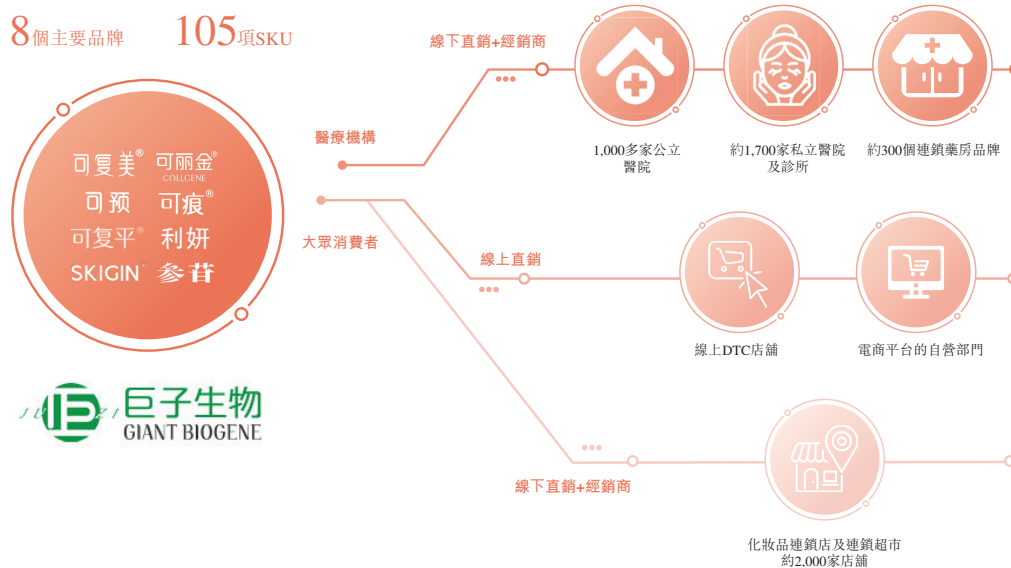 8個主要品牌 105項SKU
可复美® 可丽金®
COLLGENE
可预 可痕®
可复平® 利妍
SKIGIN 参苷
JU ZI 巨子生物
GIANT BIOGENE
醫療機構
大眾消費者
線下直銷+經銷商
1,000多家公立
醫院
約1,700家私立醫院
及診所
約300個連鎖藥房品牌
線上直銷
線上DTC店舖
電商平台的自營部門
線下直銷+經銷商
化妝品連鎖店及連鎖超市
約2,000家店舖